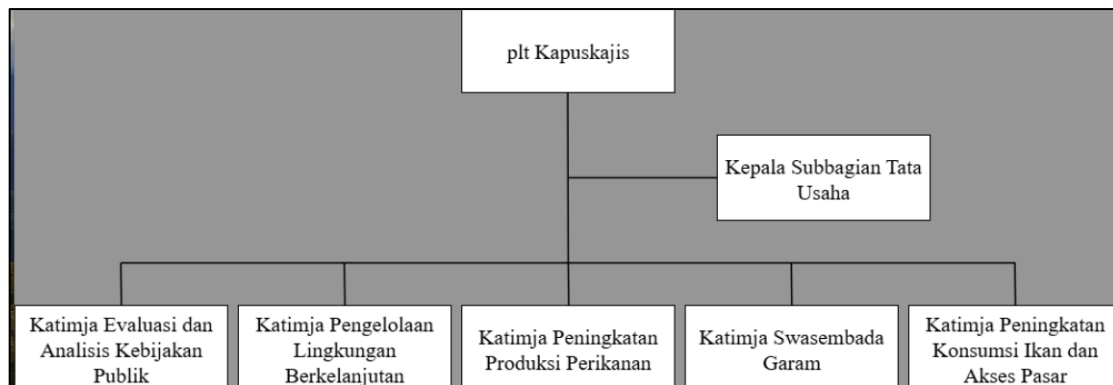 plt Kapuskajis
Kepala Subbagian Tata
Usaha
Katimja Evaluasi dan
Analisis Kebijakan
Publik
Katimja Pengelolaan
Lingkungan
Berkelanjutan
Katimja Peningkatan
Produksi Perikanan
Katimja Swasembada
Garam
Katimja Peningkatan
Konsumsi Ikan dan
Akses Pasar